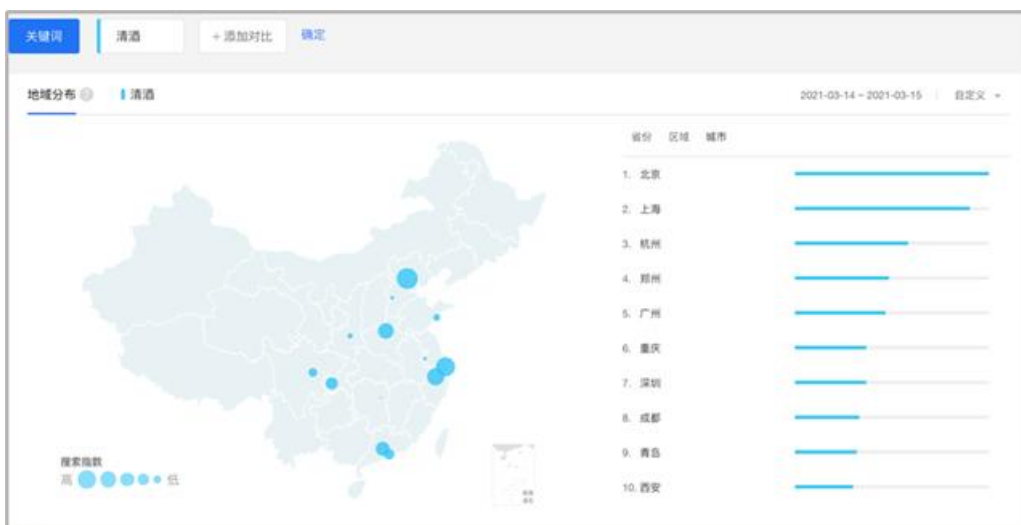 关键词 清酒 +添加对比 确定
地域分布 清酒 2021-03-14 ~ 2021-03-15 自定义
省份 区域 城市
1. 北京
2. 上海
3. 杭州
4. 郑州
5. 广州
6. 重庆
7. 深圳
8. 成都
9. 青岛
10. 西安
搜索指数
高 低